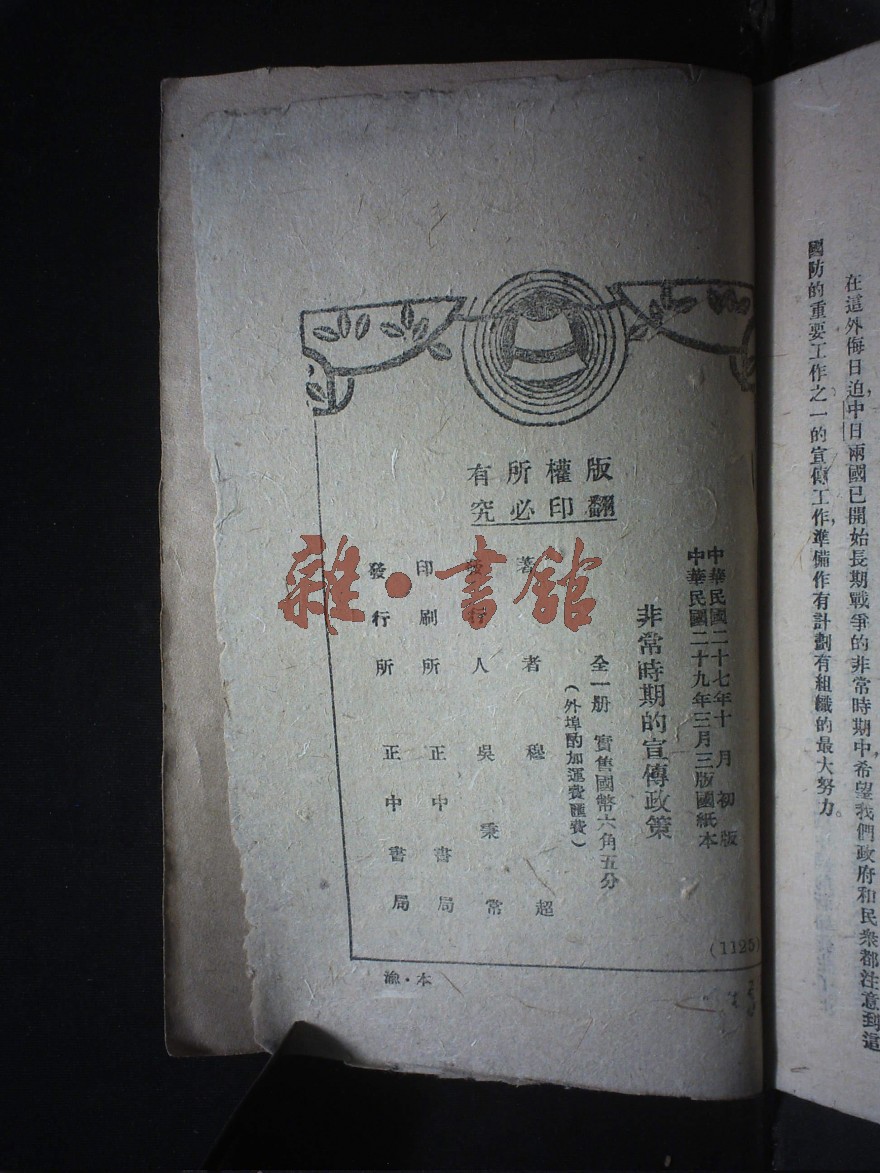 在這外侮日迫,中日兩國已開始長期戰爭的非常時期中,希望我們政府和民衆都注意到這
國防的重要工作之一的宣傳工作,準備作有計劃有組織的最大努力。
版權所有
翻印必究
中華民國二十七年十月初版
中華民國二十九年三月三版國紙本
非常時期的宣傳政策
全一册 實售國幣六角五分
(外埠酌加運費匯費)
著者 穆超
發行人 吳秉常
印刷所 正中書局
發行所 正中書局
(1125)
渝·本
雜·書館